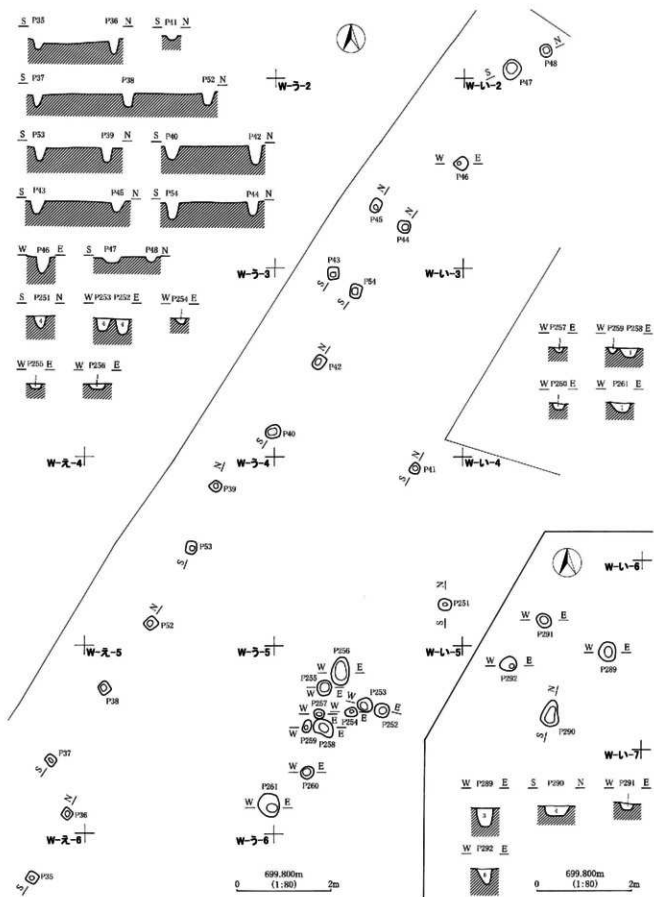 S P35 P36 N S P41 N
S P37 P38 P52 N
S P53 P39 N S P40 P42 N
S P43 P45 N S P54 P44 N
W P46 E S P47 P48 N
S P251 N W P253 P252 E W P254 E
4 4 4
W P255 E W P256 E
W-う-2
W-い-2
N
P48
S
P47
W E
P46
N
P45
N
P44
P43
S
P54
S
W-う-3
W-い-3
N
P42
W P257 E W P259 P258 E
W P260 E W P261 E
P40
S
W-え-4
W-う-4
W-い-4
N
P41
S
N
P39
P53
S
N
P52
N
P251
S
W-え-5
W-う-5
W-い-5
P38
P256
W E
P255
W E
P253
W
P254 E
E
P252
P257
W W
E
W
P259
P258
E
W E
P260
P261
W E
P37
S
N
P36
W-え-6
W-う-6
P35
S
699.800m
0 (1:80) 2m
W-い-6
W E
P291
W E
P289
W E
P292
N
P290
S
W-い-7
W P289 E S P290 N W P291 E
W P292 E
699.800m
0 (1:80) 2m